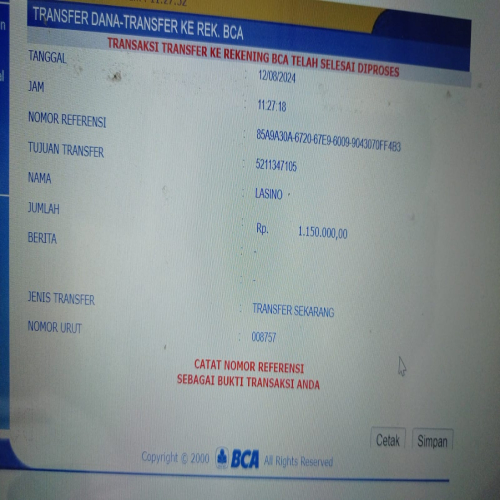 TRANSFER DANA-TRANSFER KE REK. BCA
TRANSAKSI TRANSFER KE REKENING BCA TELAH SELESAI DIPROSES
TANGGAL : 12/08/2024
JAM : 11:27:18
NOMOR REFERENSI : 85A9A30A-6720-67E9-6009-9043070FF4B3
TUJUAN TRANSFER : 5211347105
NAMA : LASINO
JUMLAH : Rp. 1.150.000,00
BERITA : -
: -
JENIS TRANSFER : TRANSFER SEKARANG
NOMOR URUT : 008757
CATAT NOMOR REFERENSI
SEBAGAI BUKTI TRANSAKSI ANDA
Cetak Simpan
Copyright © 2000 BCA All Rights Reserved